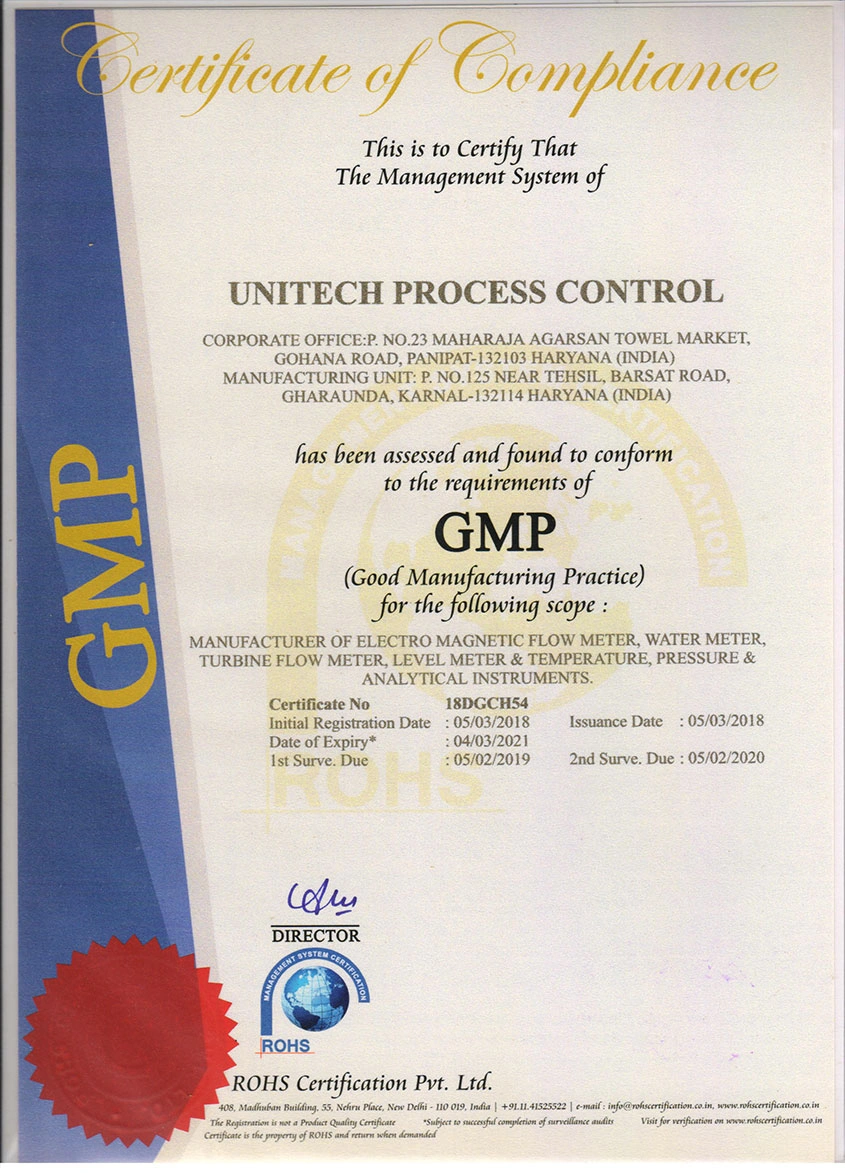 Certificate of Compliance
This is to Certify That
The Management System of
UNITECH PROCESS CONTROL
CORPORATE OFFICE:P. NO.23 MAHARAJA AGARSAN TOWEL MARKET,
GOHANA ROAD, PANIPAT-132103 HARYANA (INDIA)
MANUFACTURING UNIT: P. NO.125 NEAR TEHSIL, BARSAT ROAD,
GHARAUNDA, KARNAL-132114 HARYANA (INDIA)
has been assessed and found to conform
to the requirements of
GMP
(Good Manufacturing Practice)
for the following scope :
MANUFACTURER OF ELECTRO MAGNETIC FLOW METER, WATER METER,
TURBINE FLOW METER, LEVEL METER & TEMPERATURE, PRESSURE &
ANALYTICAL INSTRUMENTS.
Certificate No 18DGCH54
Initial Registration Date : 05/03/2018 Issuance Date : 05/03/2018
Date of Expiry* : 04/03/2021
1st Surve. Due : 05/02/2019 2nd Surve. Due : 05/02/2020
GMP
ROHS
DIRECTOR
MANAGEMENT SYSTEM CERTIFICATION
ROHS
ROHS Certification Pvt. Ltd.
408, Madhuban Building, 55, Nehru Place, New Delhi - 110 019, India | +91.11.41525522 | e-mail : info@rohscertification.co.in, www.rohscertification.co.in
The Registration is not a Product Quality Certificate *Subject to successful completion of surveillance audits Visit for verification on www.rohscertification.co.in
Certificate is the property of ROHS and return when demanded